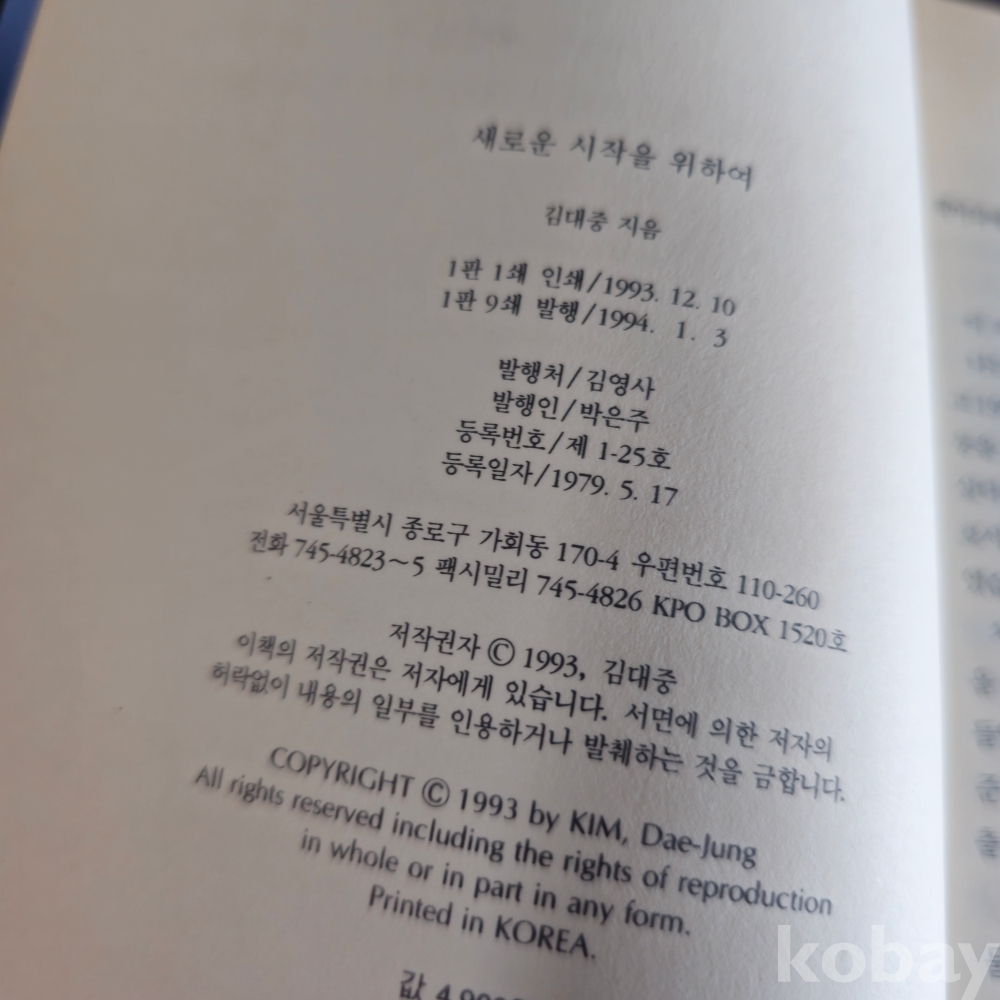 새로운 시작을 위하여
김대중 지음
1판 1쇄 인쇄/1993. 12. 10
1판 9쇄 발행/1994. 1. 3
발행처/김영사
발행인/박은주
등록번호/제 1-25호
등록일자/1979. 5. 17
서울특별시 종로구 가회동 170-4 우편번호 110-260
전화 745-4823~5 팩시밀리 745-4826 KPO BOX 1520호
저작권자 © 1993, 김대중
이책의 저작권은 저자에게 있습니다. 서면에 의한 저자의
허락없이 내용의 일부를 인용하거나 발췌하는 것을 금합니다.
COPYRIGHT © 1993 by KIM, Dae-Jung
All rights reserved including the rights of reproduction
in whole or in part in any form.
Printed in KOREA.
값
kobay